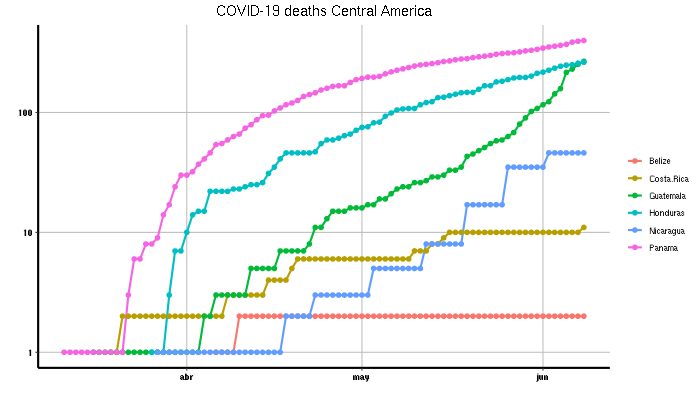 COVID-19 deaths Central America
100
10
1
abr
may
jun
Belize
Costa.Rica
Guatemala
Honduras
Nicaragua
Panama